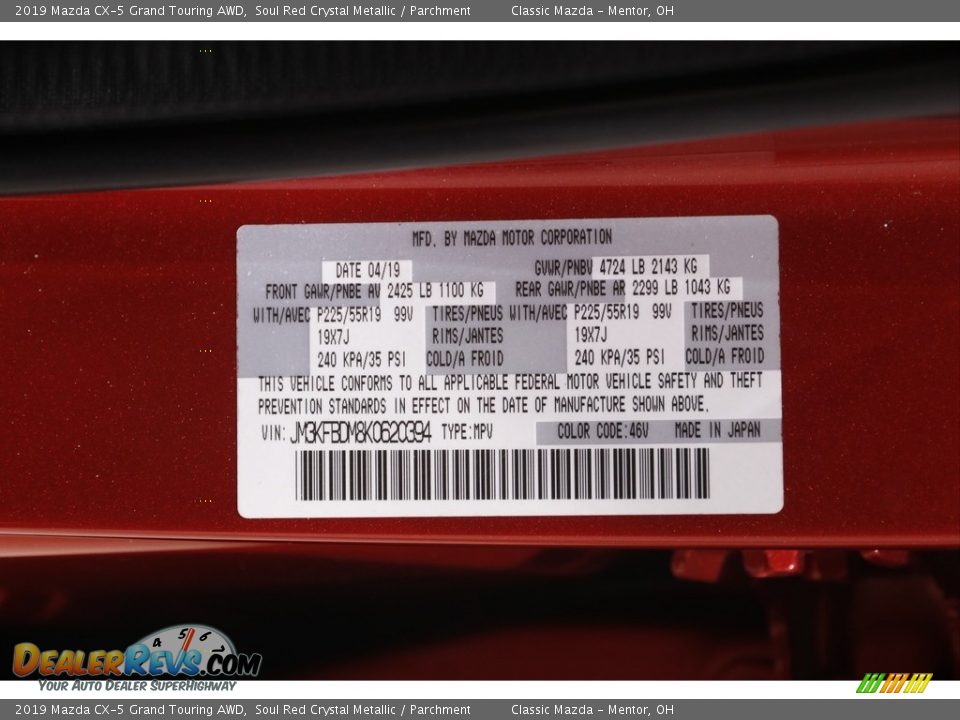 2019 Mazda CX-5 Grand Touring AWD, Soul Red Crystal Metallic / Parchment Classic Mazda - Mentor, OH
MFD. BY MAZDA MOTOR CORPORATION
DATE 04/19 GVWR/PNBV 4724 LB 2143 KG
FRONT GAWR/PNBE AV 2425 LB 1100 KG REAR GAWR/PNBE AR 2299 LB 1043 KG
WITH/AVEC P225/55R19 99V TIRES/PNEUS WITH/AVEC P225/55R19 99V TIRES/PNEUS
19X7J RIMS/JANTES 19X7J RIMS/JANTES
240 KPA/35 PSI COLD/A FROID 240 KPA/35 PSI COLD/A FROID
THIS VEHICLE CONFORMS TO ALL APPLICABLE FEDERAL MOTOR VEHICLE SAFETY AND THEFT
PREVENTION STANDARDS IN EFFECT ON THE DATE OF MANUFACTURE SHOWN ABOVE.
VIN: JM3KFBDM8K0620394 TYPE:MPV COLOR CODE:46V MADE IN JAPAN
4 5 6
DEALERREVS.COM
YOUR AUTO DEALER SUPERHIGHWAY
2019 Mazda CX-5 Grand Touring AWD, Soul Red Crystal Metallic / Parchment Classic Mazda - Mentor, OH